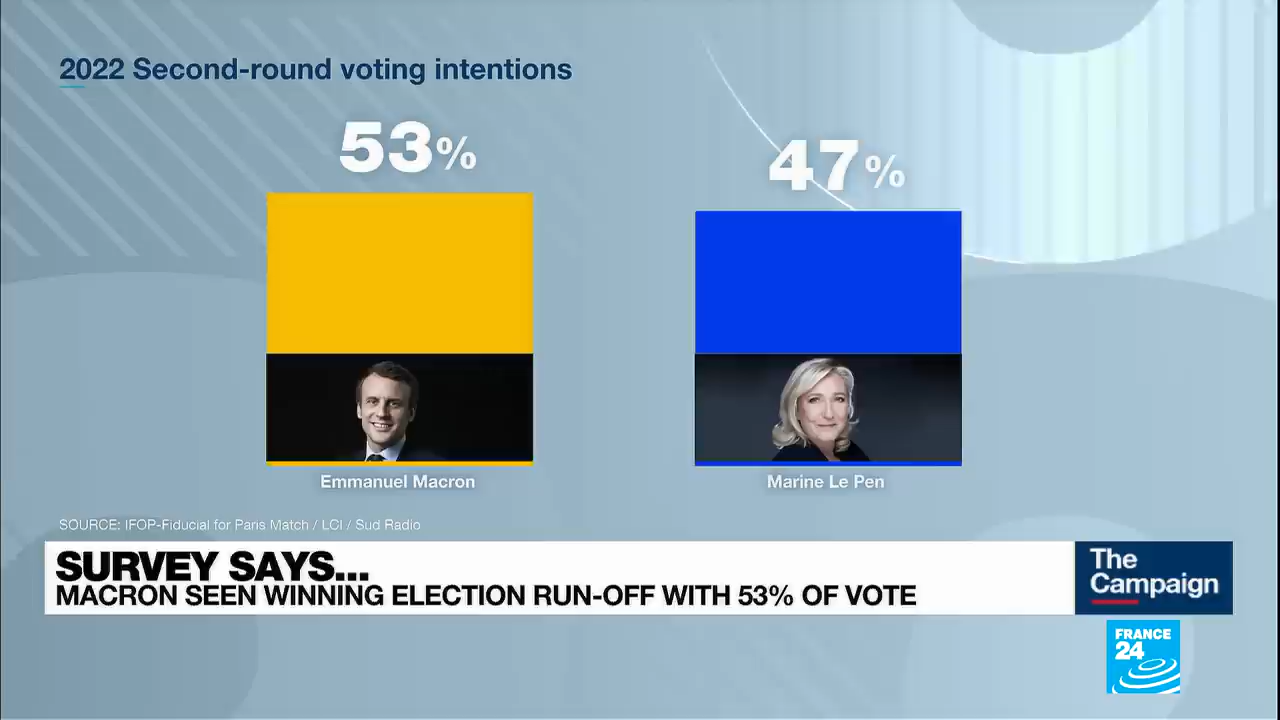 2022 Second-round voting intentions
53%
47%
Emmanuel Macron
Marine Le Pen
SOURCE: IFOP-Fiducial for Paris Match / LCI / Sud Radio
SURVEY SAYS...
MACRON SEEN WINNING ELECTION RUN-OFF WITH 53% OF VOTE
The
Campaign
FRANCE
24